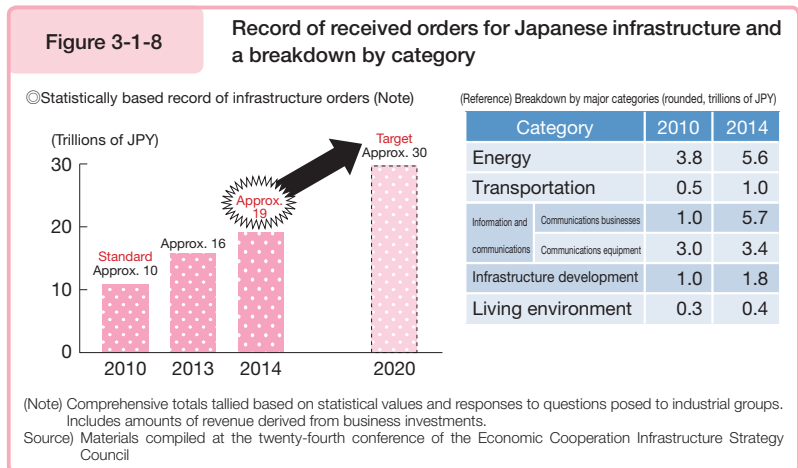 Figure 3-1-8
Record of received orders for Japanese infrastructure and
a breakdown by category
◎Statistically based record of infrastructure orders (Note)
(Trillions of JPY)
30
20
10
0
Standard
Approx. 10
Approx. 16
Approx.
19
Target
Approx. 30
2010 2013 2014 2020
(Reference) Breakdown by major categories (rounded, trillions of JPY)
Category 2010 2014
Energy 3.8 5.6
Transportation 0.5 1.0
Information and
communications
Communications businesses 1.0 5.7
Communications equipment 3.0 3.4
Infrastructure development 1.0 1.8
Living environment 0.3 0.4
(Note) Comprehensive totals tallied based on statistical values and responses to questions posed to industrial groups.
Includes amounts of revenue derived from business investments.
Source) Materials compiled at the twenty-fourth conference of the Economic Cooperation Infrastructure Strategy
Council